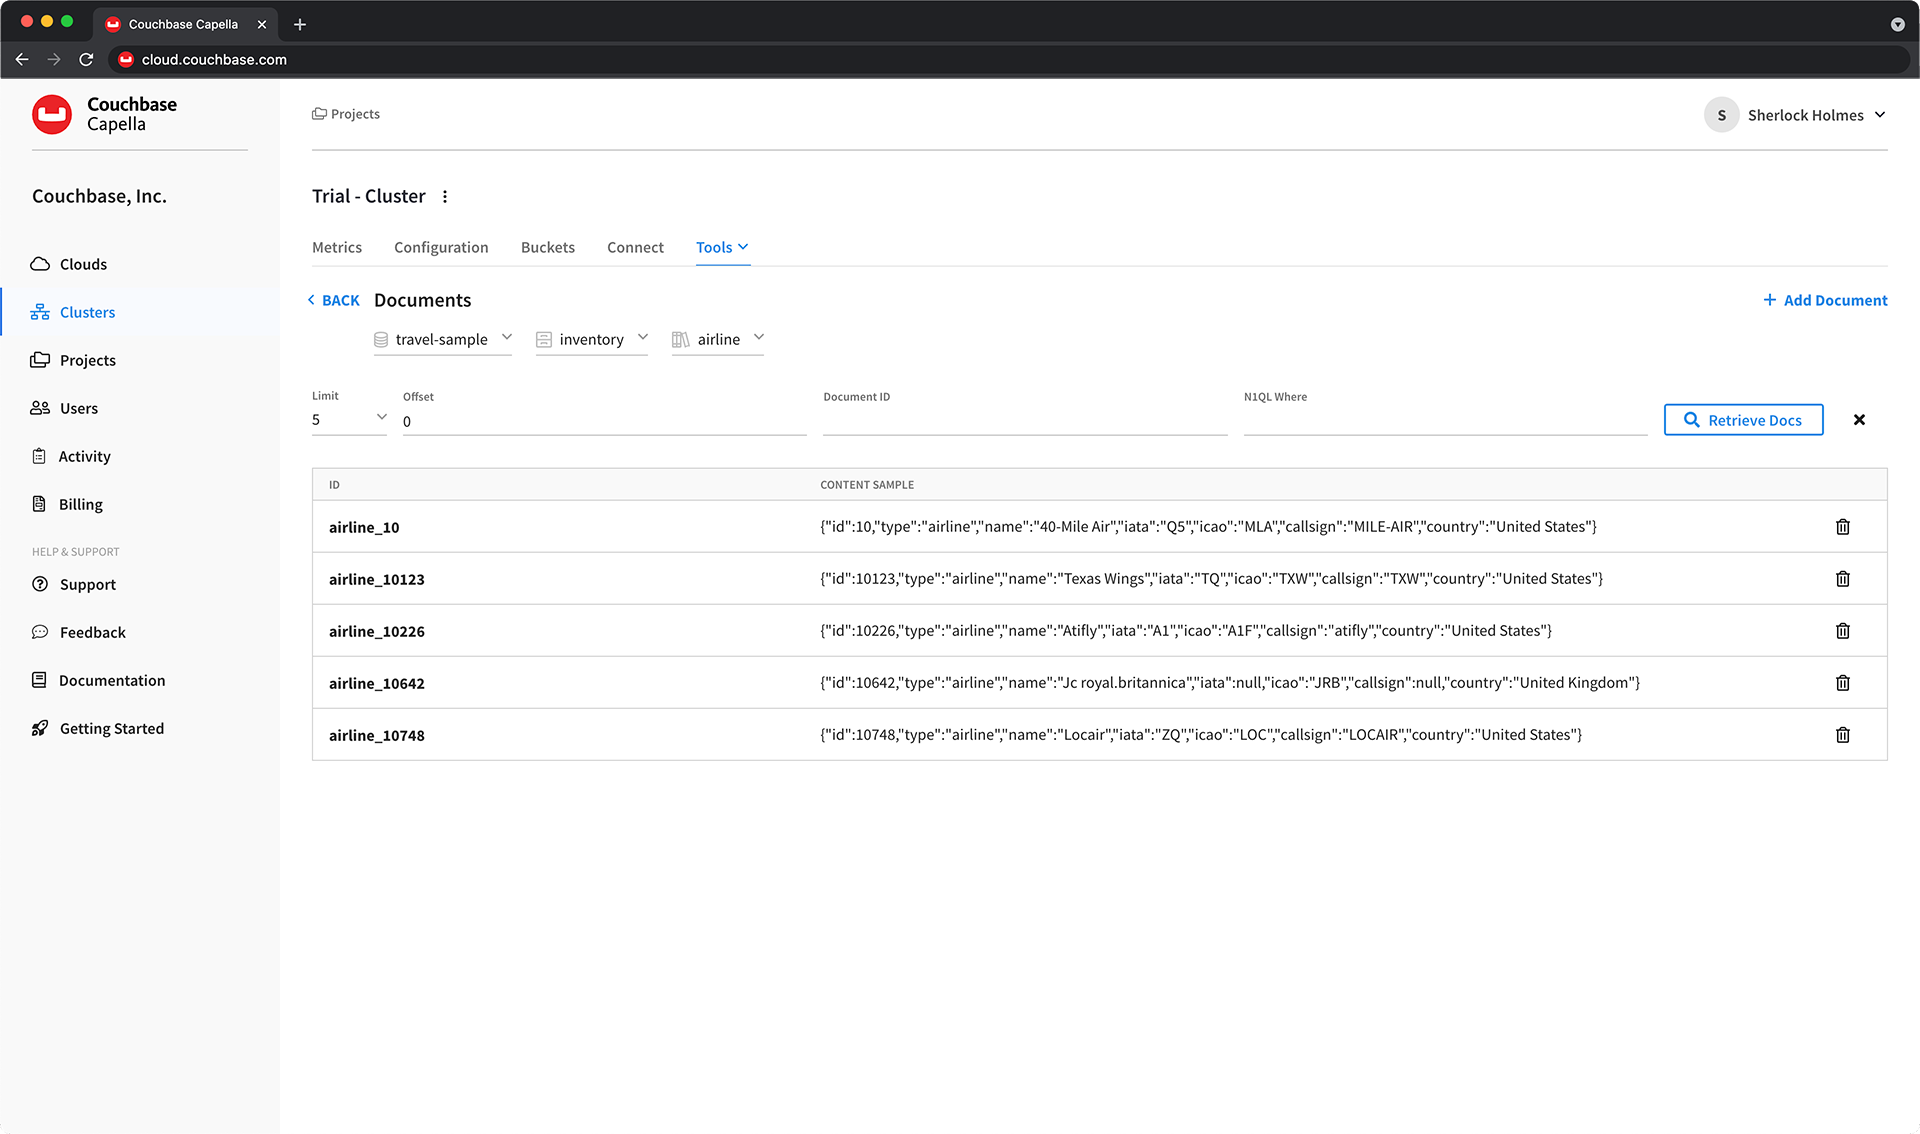 Couchbase Capella
cloud.couchbase.com
Couchbase
Capella
Projects
S Sherlock Holmes
Couchbase, Inc.
Trial - Cluster
Metrics Configuration Buckets Connect Tools
Clouds
Clusters
Projects
Users
Activity
Billing
HELP & SUPPORT
Support
Feedback
Documentation
Getting Started
BACK Documents
Add Document
travel-sample inventory airline
Limit Offset Document ID N1QL Where
5 0 Retrieve Docs
ID CONTENT SAMPLE
airline_10 {"id":10,"type":"airline","name":"40-Mile Air","iata":"Q5","icao":"MLA","callsign":"MILE-AIR","country":"United States"}
airline_10123 {"id":10123,"type":"airline","name":"Texas Wings","iata":"TQ","icao":"TXW","callsign":"TXW","country":"United States"}
airline_10226 {"id":10226,"type":"airline","name":"Atifly","iata":"A1","icao":"A1F","callsign":"atifly","country":"United States"}
airline_10642 {"id":10642,"type":"airline","name":"Jc royal.britannica","iata":null,"icao":"JRB","callsign":null,"country":"United Kingdom"}
airline_10748 {"id":10748,"type":"airline","name":"Locair","iata":"ZQ","icao":"LOC","callsign":"LOCAIR","country":"United States"}